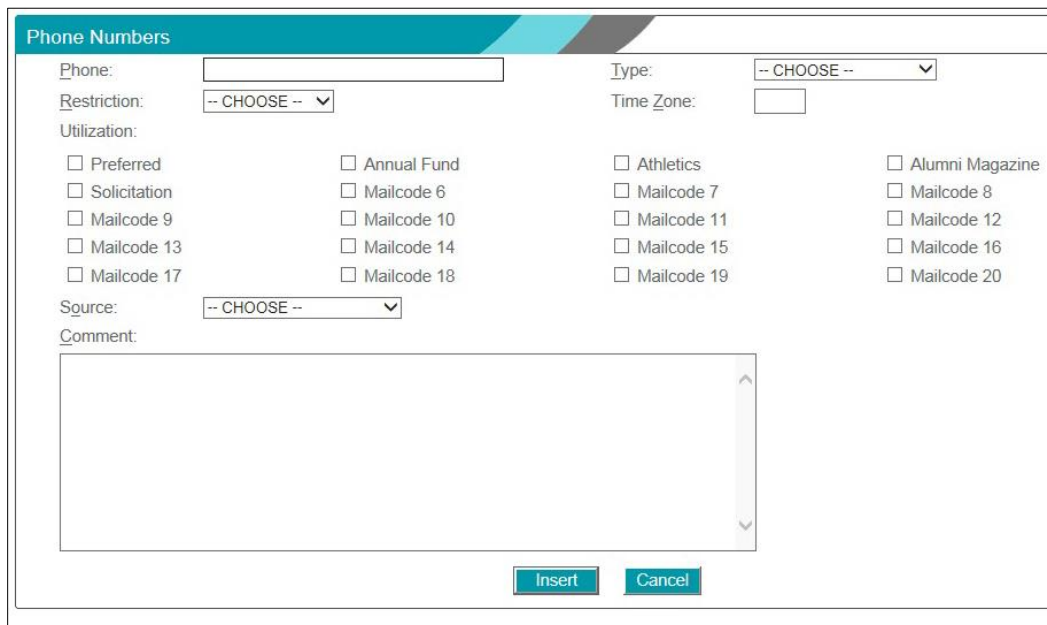 Phone Numbers
Phone: Type: -- CHOOSE --
Restriction: -- CHOOSE -- Time Zone:
Utilization:
Preferred Annual Fund Athletics Alumni Magazine
Solicitation Mailcode 6 Mailcode 7 Mailcode 8
Mailcode 9 Mailcode 10 Mailcode 11 Mailcode 12
Mailcode 13 Mailcode 14 Mailcode 15 Mailcode 16
Mailcode 17 Mailcode 18 Mailcode 19 Mailcode 20
Source: -- CHOOSE --
Comment:
Insert Cancel